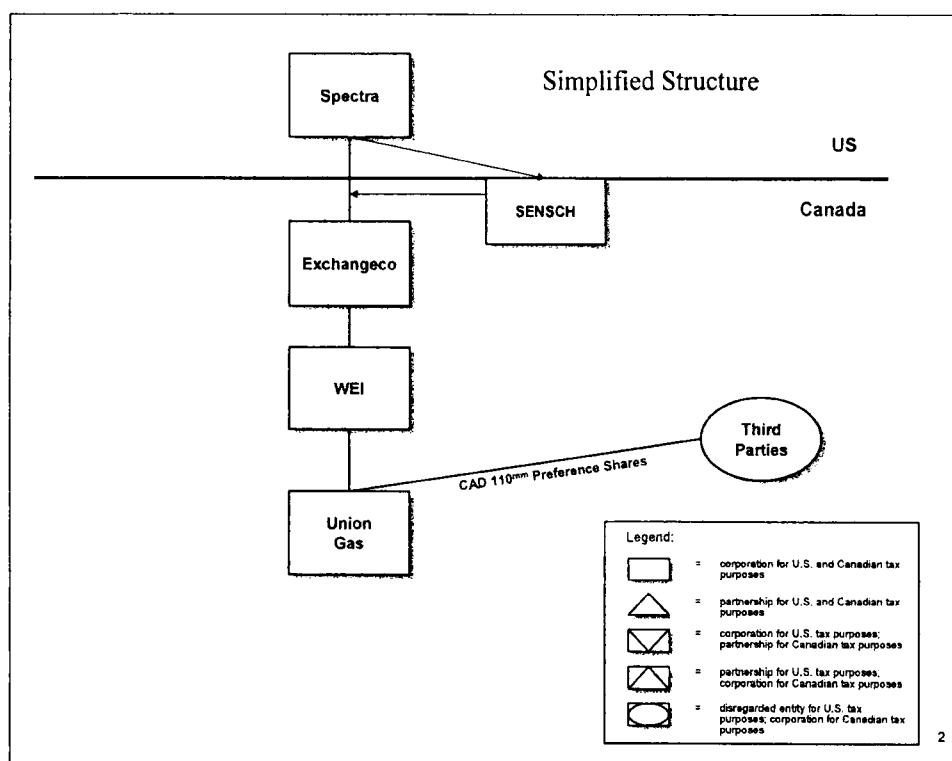 Simplified Structure
Spectra
US
SENSCH
Canada
Exchangeco
WEI
Third
Parties
CAD 110mm Preference Shares
Union
Gas
Legend:
= corporation for U.S. and Canadian tax
purposes
= partnership for U.S. and Canadian tax
purposes
= corporation for U.S. tax purposes;
partnership for Canadian tax purposes
= partnership for U.S. tax purposes;
corporation for Canadian tax purposes
= disregarded entity for U.S. tax
purposes; corporation for Canadian tax
purposes
2